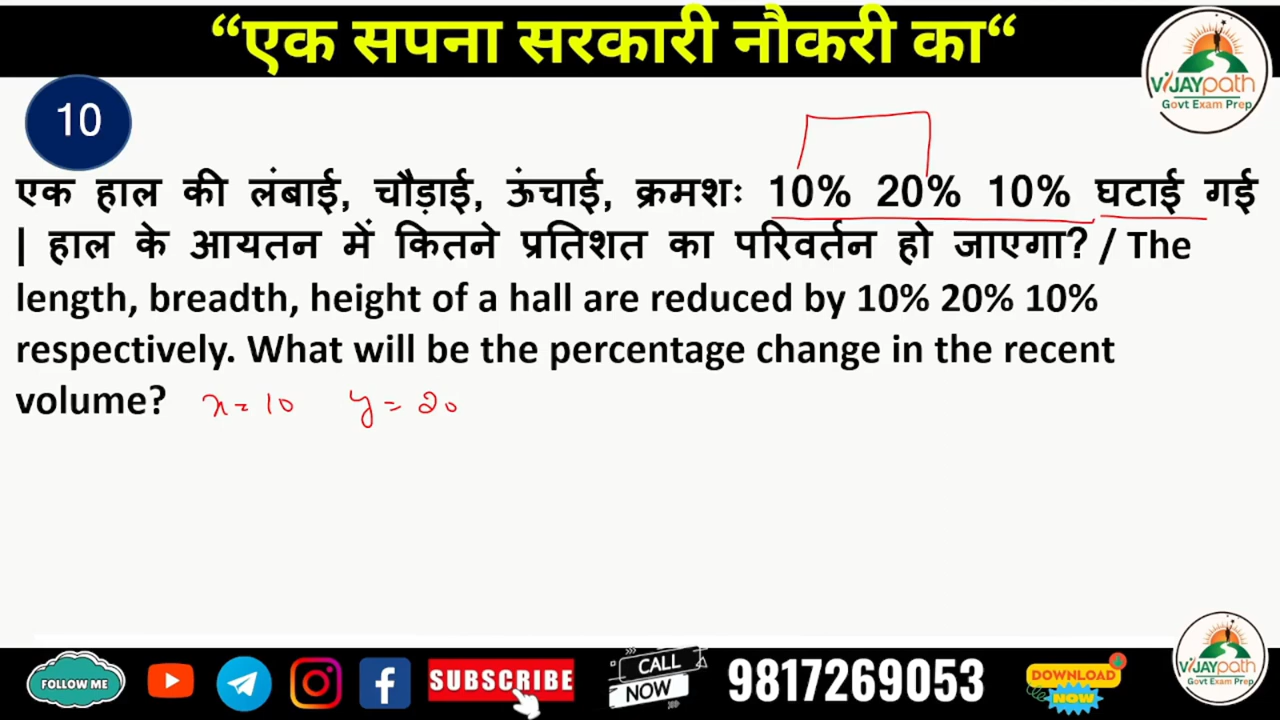 “एक सपना सरकारी नौकरी का“
ViJAYpath
Govt Exam Prep
10
एक हाल की लंबाई, चौड़ाई, ऊंचाई, क्रमशः 10% 20% 10% घटाई गई
| हाल के आयतन में कितने प्रतिशत का परिवर्तन हो जाएगा? / The
length, breadth, height of a hall are reduced by 10% 20% 10%
respectively. What will be the percentage change in the recent
volume? x = 10 y = 20
ViJAYpath
Govt Exam Prep
FOLLOW ME
SUBSCRIBE
CALL
NOW
9817269053
DOWNLOAD
NOW